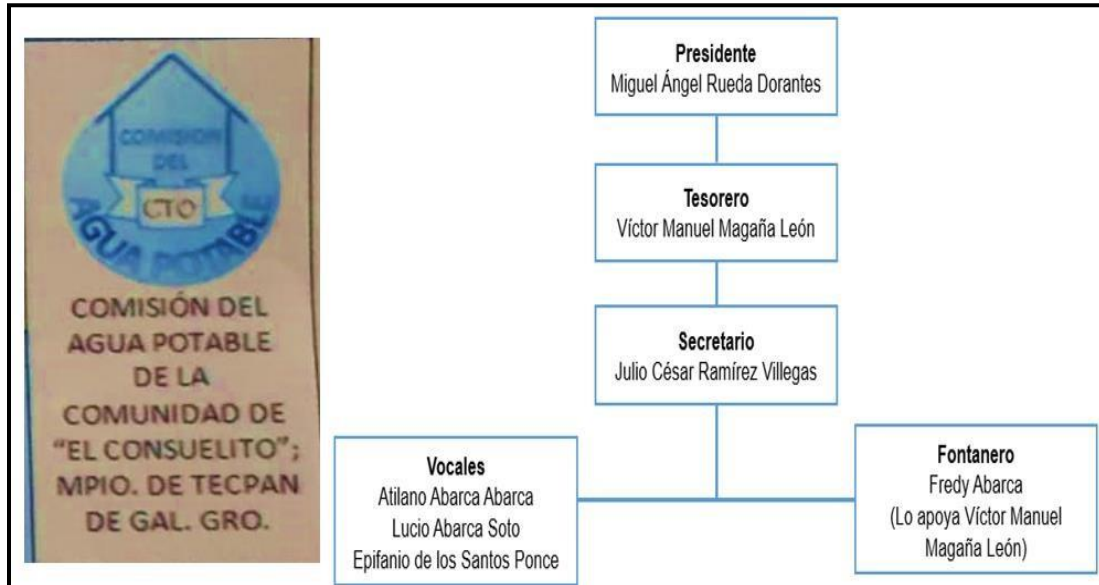 COMISION
DEL
CTO
AGUA POTABLE
COMISIÓN DEL
AGUA POTABLE
DE LA
COMUNIDAD DE
"EL CONSUELITO";
MPIO. DE TECPAN
DE GAL. GRO.
Presidente
Miguel Ángel Rueda Dorantes
Tesorero
Víctor Manuel Magaña León
Secretario
Julio César Ramírez Villegas
Vocales
Atilano Abarca Abarca
Lucio Abarca Soto
Epifanio de los Santos Ponce
Fontanero
Fredy Abarca
(Lo apoya Víctor Manuel
Magaña León)